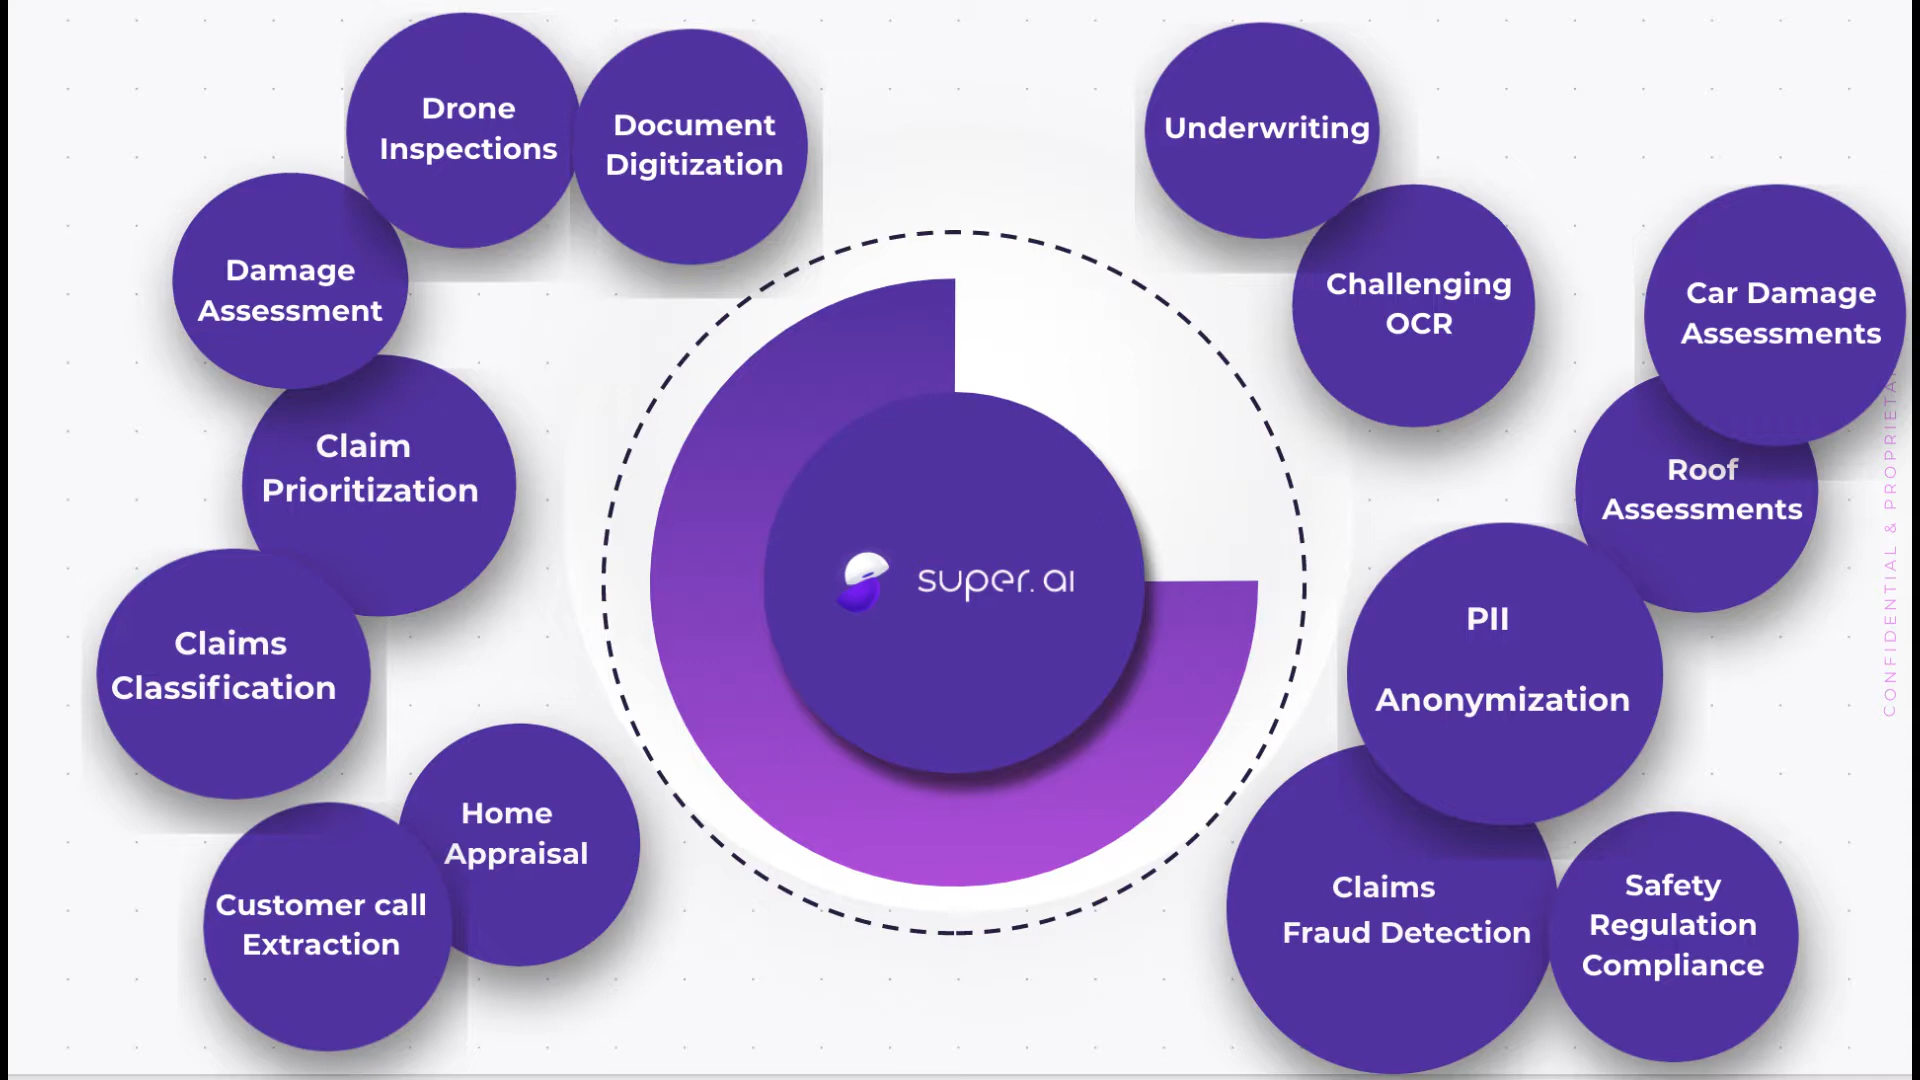 Drone
Inspections
Document
Digitization
Underwriting
Damage
Assessment
Challenging
OCR
Car Damage
Assessments
Claim
Prioritization
Roof
Assessments
super.ai
PII
Anonymization
Claims
Classification
Home
Appraisal
Customer call
Extraction
Claims
Fraud Detection
Safety
Regulation
Compliance
CONFIDENTIAL & PROPRIETA